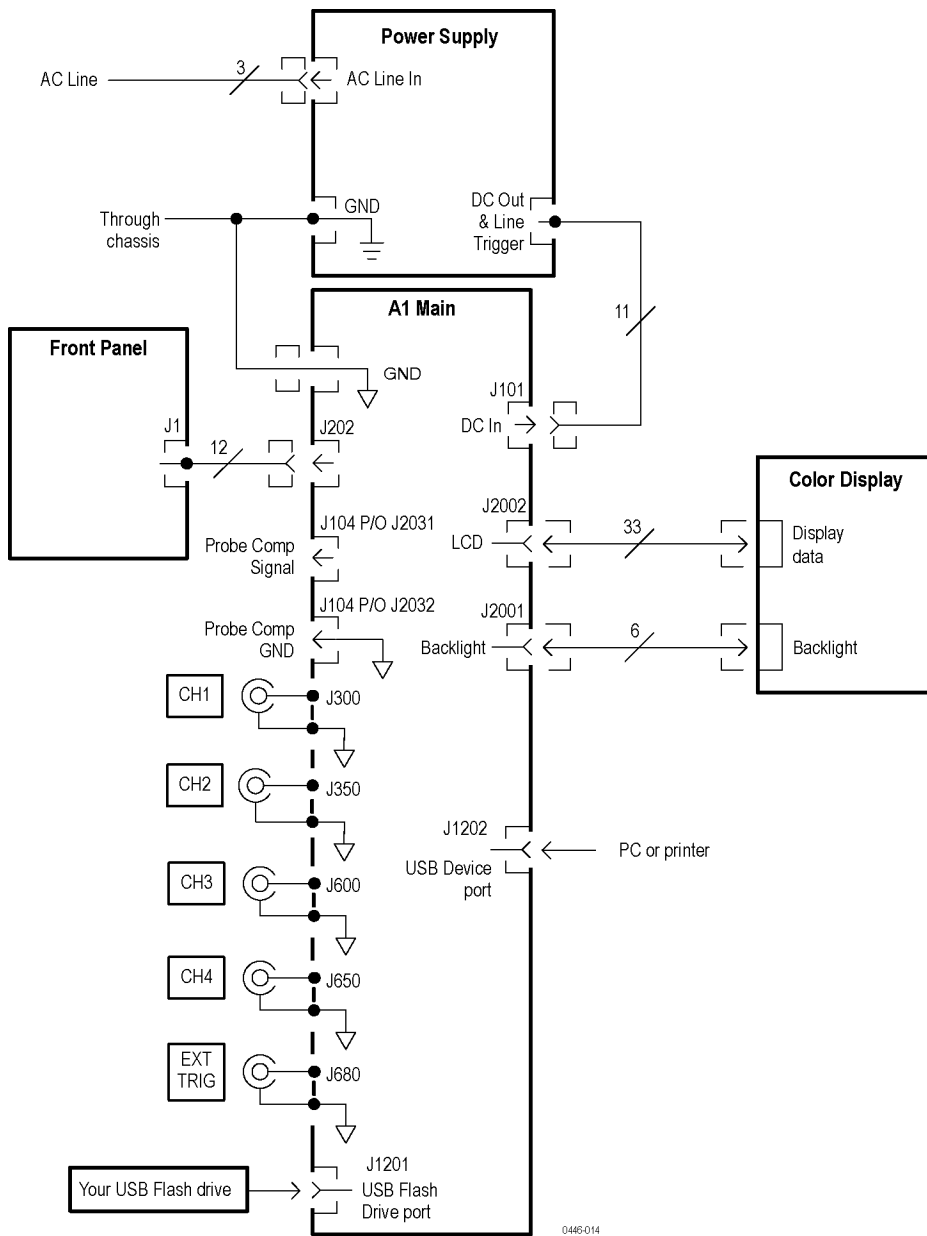 Power Supply
AC Line
3
AC Line In
Through
chassis
GND
DC Out
& Line
Trigger
11
A1 Main
Front Panel
GND
J1
12
J202
J101
DC In
Color Display
J104 P/O J2031
Probe Comp
Signal
J2002
LCD
33
Display
data
J104 P/O J2032
Probe Comp
GND
J2001
Backlight
6
Backlight
CH1
J300
CH2
J350
J1202
USB Device
port
PC or printer
CH3
J600
CH4
J650
EXT
TRIG
J680
J1201
Your USB Flash drive
USB Flash
Drive port
0446-014